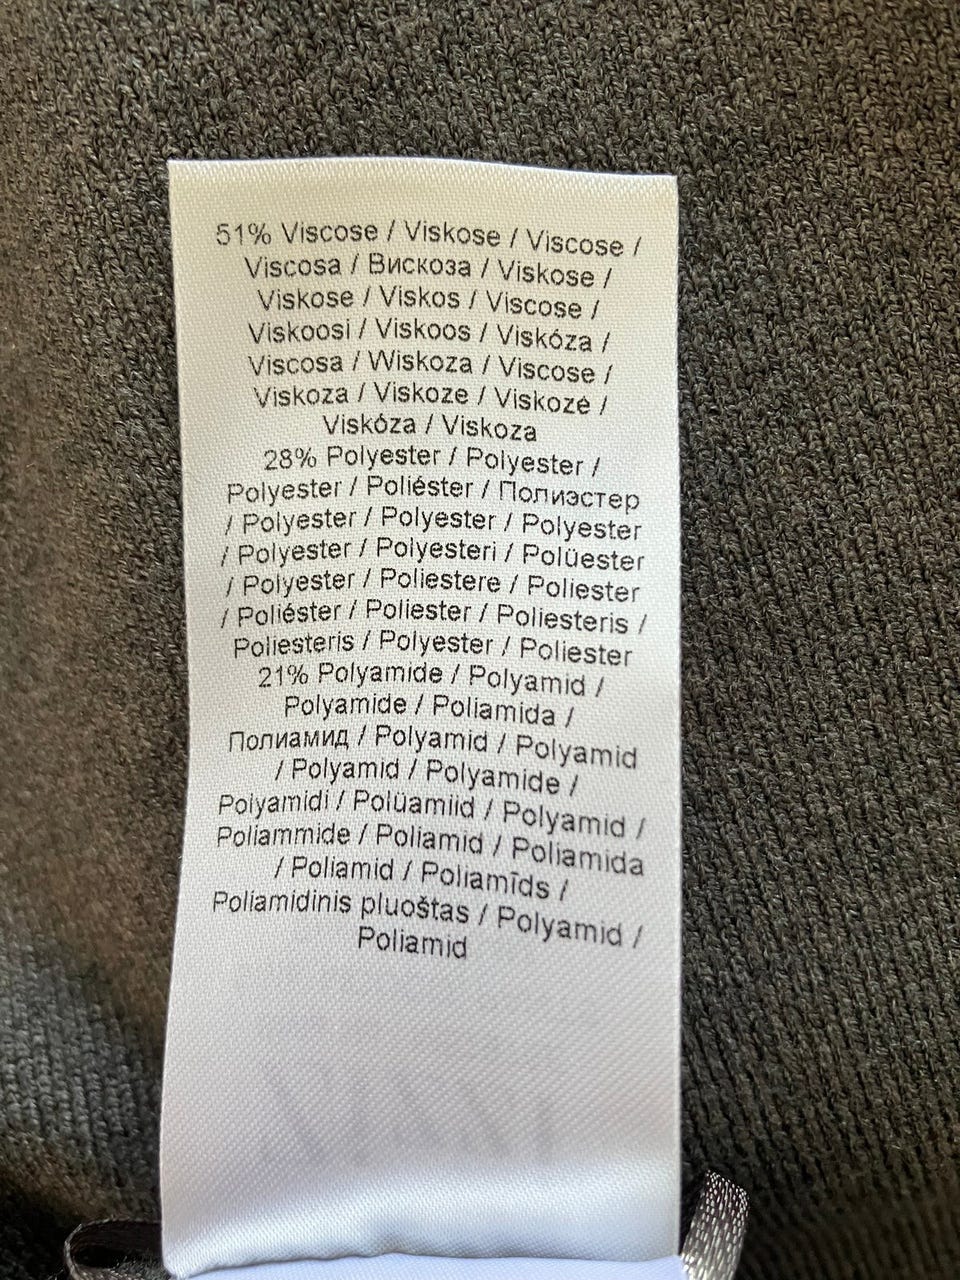 51% Viscose / Viskose / Viscose /
Viscosa / Вискоза / Viskose /
Viskose / Viskos / Viscose /
Viskoosi / Viskoos / Viskóza /
Viscosa / Wiskoza / Viscose /
Viskoza / Viskoze / Viskozė /
Viskóza / Viskoza
28% Polyester / Polyester /
Polyester / Poliéster / Полиэстер
/ Polyester / Polyester / Polyester
/ Polyester / Polyesteri / Polüester
/ Polyester / Poliestere / Poliester
/ Poliéster / Poliester / Poliesteris /
Poliesteris / Polyester / Poliester
21% Polyamide / Polyamid /
Polyamide / Poliamida /
Полиамид / Polyamid / Polyamid
/ Polyamid / Polyamide /
Polyamidi / Polüamiid / Polyamid /
Poliammide / Poliamid / Poliamida
/ Poliamid / Poliamīds /
Poliamidinis pluoštas / Polyamid /
Poliamid